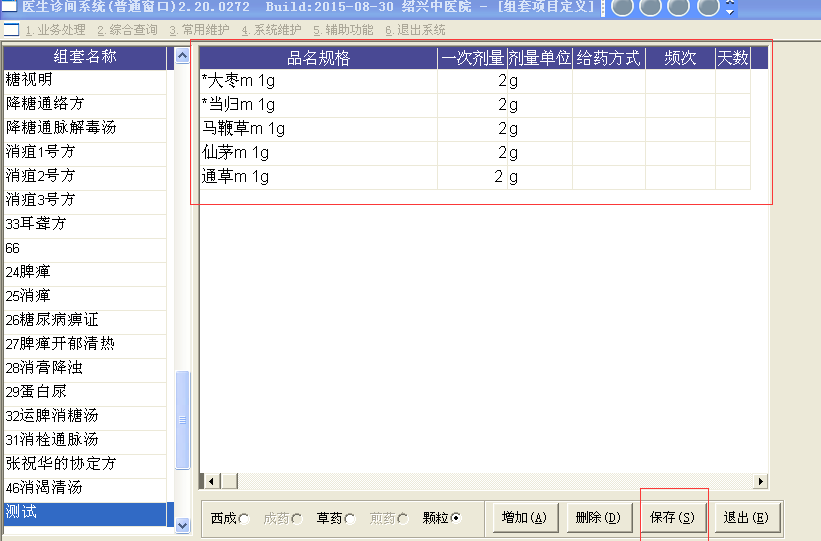 医生诊间系统(普通窗口)2.20.0272 Build:2015-08-30 绍兴中医院 - [组套项目定义]
1. 业务处理 2. 综合查询 3. 常用维护 4. 系统维护 5. 辅助功能 6. 退出系统
组套名称
糖视明
降糖通络方
降糖通脉解毒汤
消疽1号方
消疽2号方
消疽3号方
33耳聋方
66
24脾瘅
25消瘅
26糖尿病痹证
27脾瘅开郁清热
28消膏降浊
29蛋白尿
32运脾消糖汤
31消栓通脉汤
张祝华的协定方
46消渴清汤
测试
品名规格 一次剂量 剂量单位 给药方式 频次 天数
*大枣m 1g 2 g
*当归m 1g 2 g
马鞭草m 1g 2 g
仙茅m 1g 2 g
通草m 1g 2 g
西成 成药 草药 煎药 颗粒 增加(A) 删除(D) 保存(S) 退出(E)